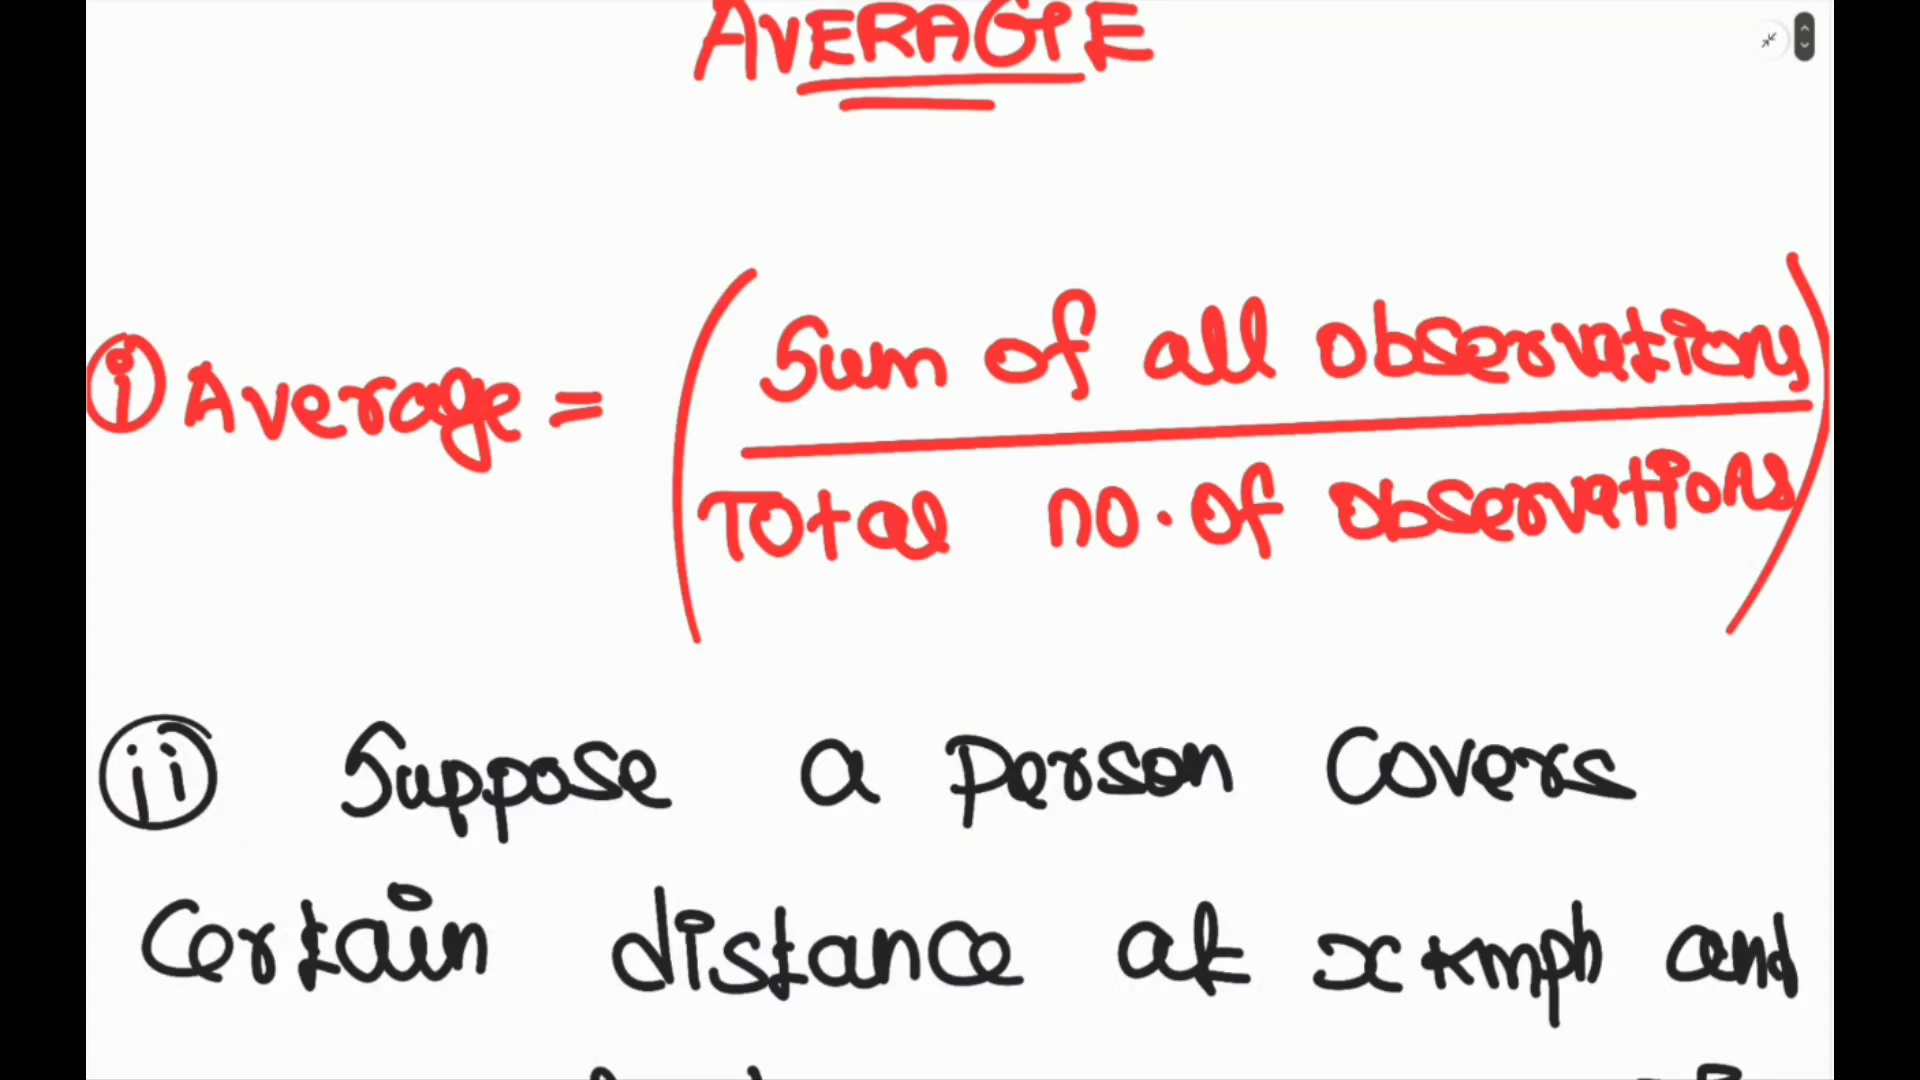 AVERAGE
i Average = ( Sum of all observations
Total no. of observations )
ii Suppose a person covers
certain distance at x kmph and